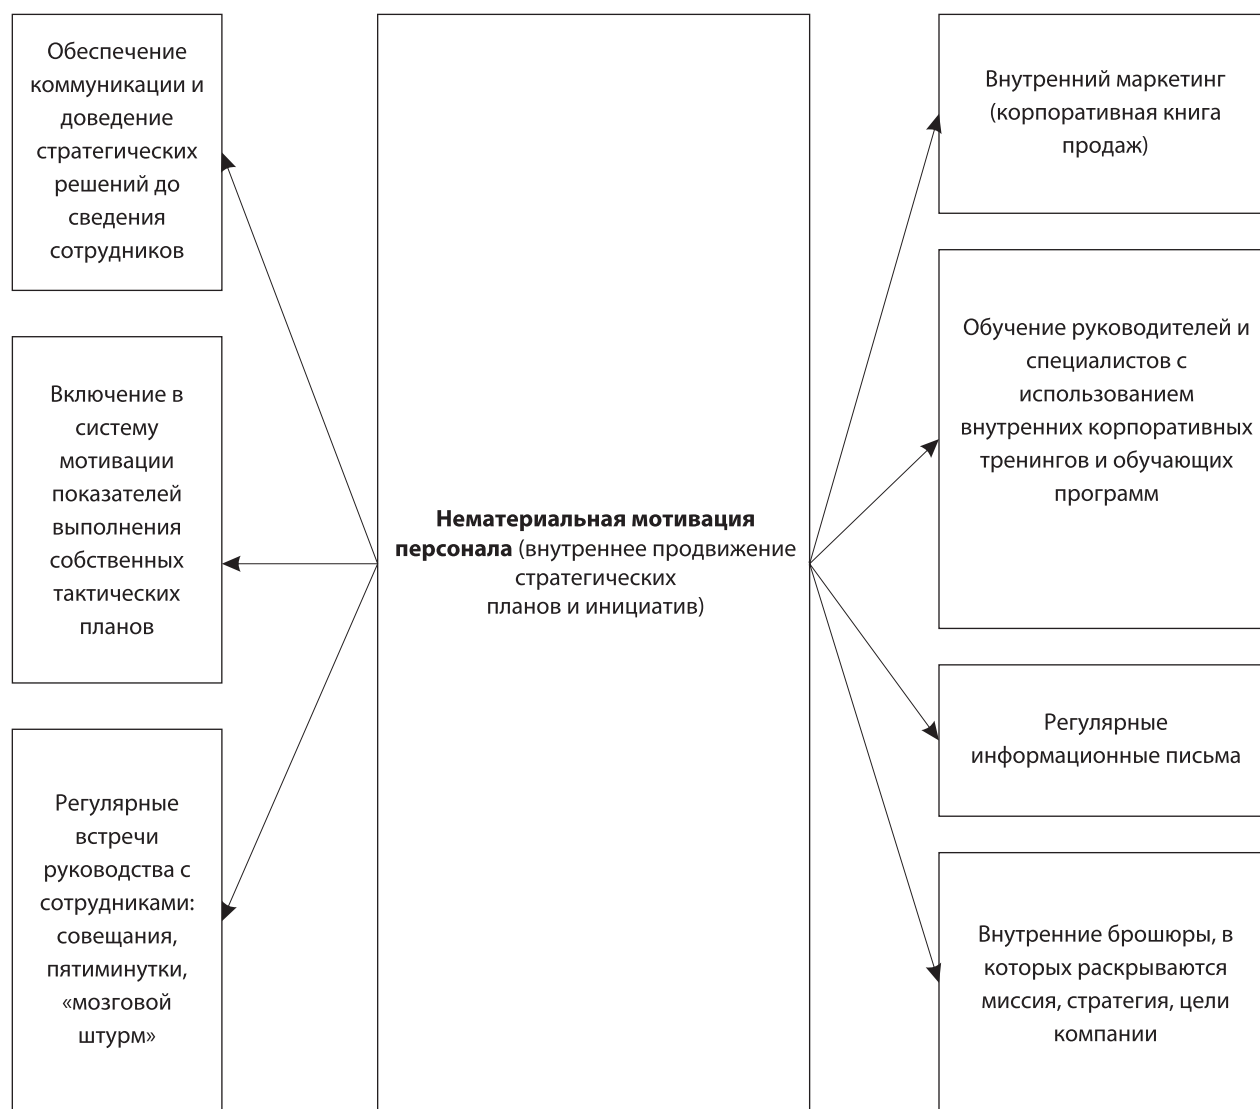 Обеспечение
коммуникации и
доведение
стратегических
решений до
сведения
сотрудников
Включение в
систему
мотивации
показателей
выполнения
собственных
тактических
планов
Регулярные
встречи
руководства с
сотрудниками:
совещания,
пятиминутки,
«мозговой
штурм»
Нематериальная мотивация
персонала (внутреннее продвижение
стратегических
планов и инициатив)
Внутренний маркетинг
(корпоративная книга
продаж)
Обучение руководителей и
специалистов с
использованием
внутренних корпоративных
тренингов и обучающих
программ
Регулярные
информационные письма
Внутренние брошюры, в
которых раскрываются
миссия, стратегия, цели
компании